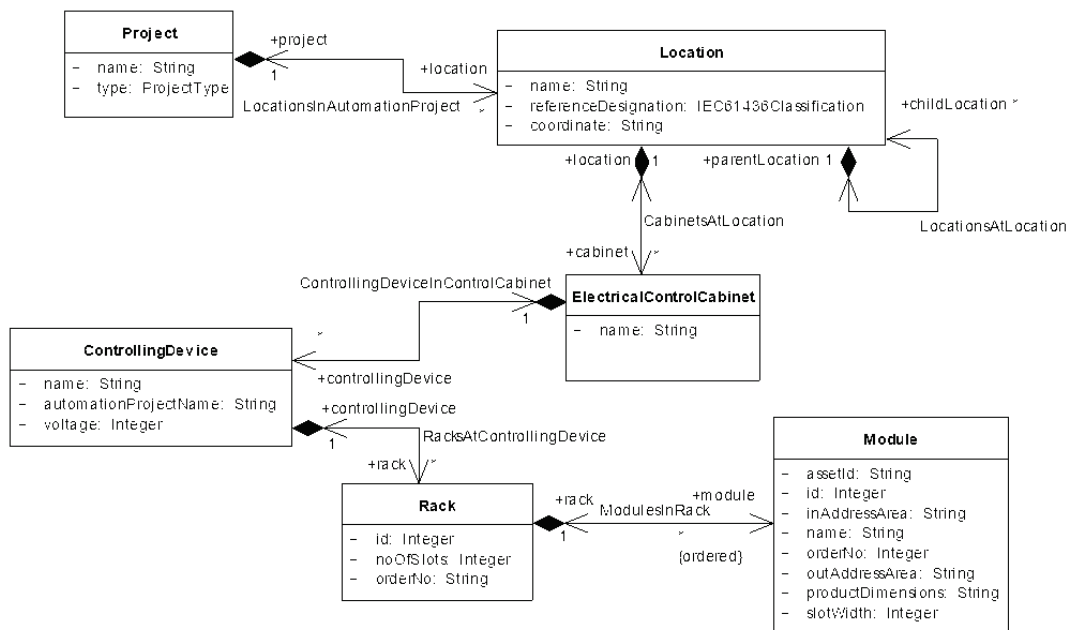 Project
- name: String
- type: ProjectType
+project
1
+location
*
LocationsInAutomationProject
Location
- name: String
- referenceDesignation: IEC61436Classification
- coordinate: String
+childLocation *
+location 1
+parentLocation 1
LocationsAtLocation
CabinetsAtLocation
+cabinet *
ControllingDeviceInControlCabinet
1
*
+controllingDevice
ElectricalControlCabinet
- name: String
ControllingDevice
- name: String
- automationProjectName: String
- voltage: Integer
+controllingDevice
1
RacksAtControllingDevice
+rack *
Rack
- id: Integer
- noOfSlots: Integer
- orderNo: String
+rack
1
ModulesInRack
+module
*
{ordered}
Module
- assetId: String
- id: Integer
- inAddressArea: String
- name: String
- orderNo: Integer
- outAddressArea: String
- productDimensions: String
- slotWidth: Integer